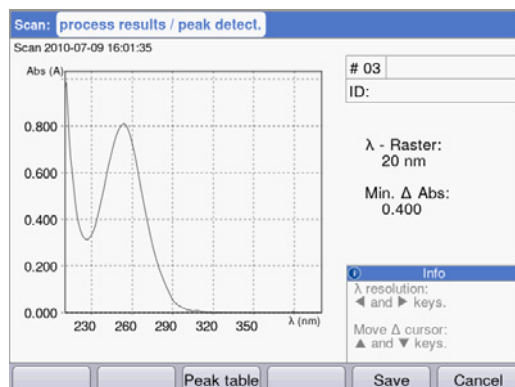 Scan: process results / peak detect.
Scan 2010-07-09 16:01:35
Abs (A)
0.800
0.600
0.400
0.200
0.000
230 260 290 320 350 λ (nm)
# 03
ID:
λ - Raster:
20 nm
Min. Δ Abs:
0.400
Info
λ resolution:
◀ and ▶ keys.
Move Δ cursor:
▲ and ▼ keys.
Peak table Save Cancel